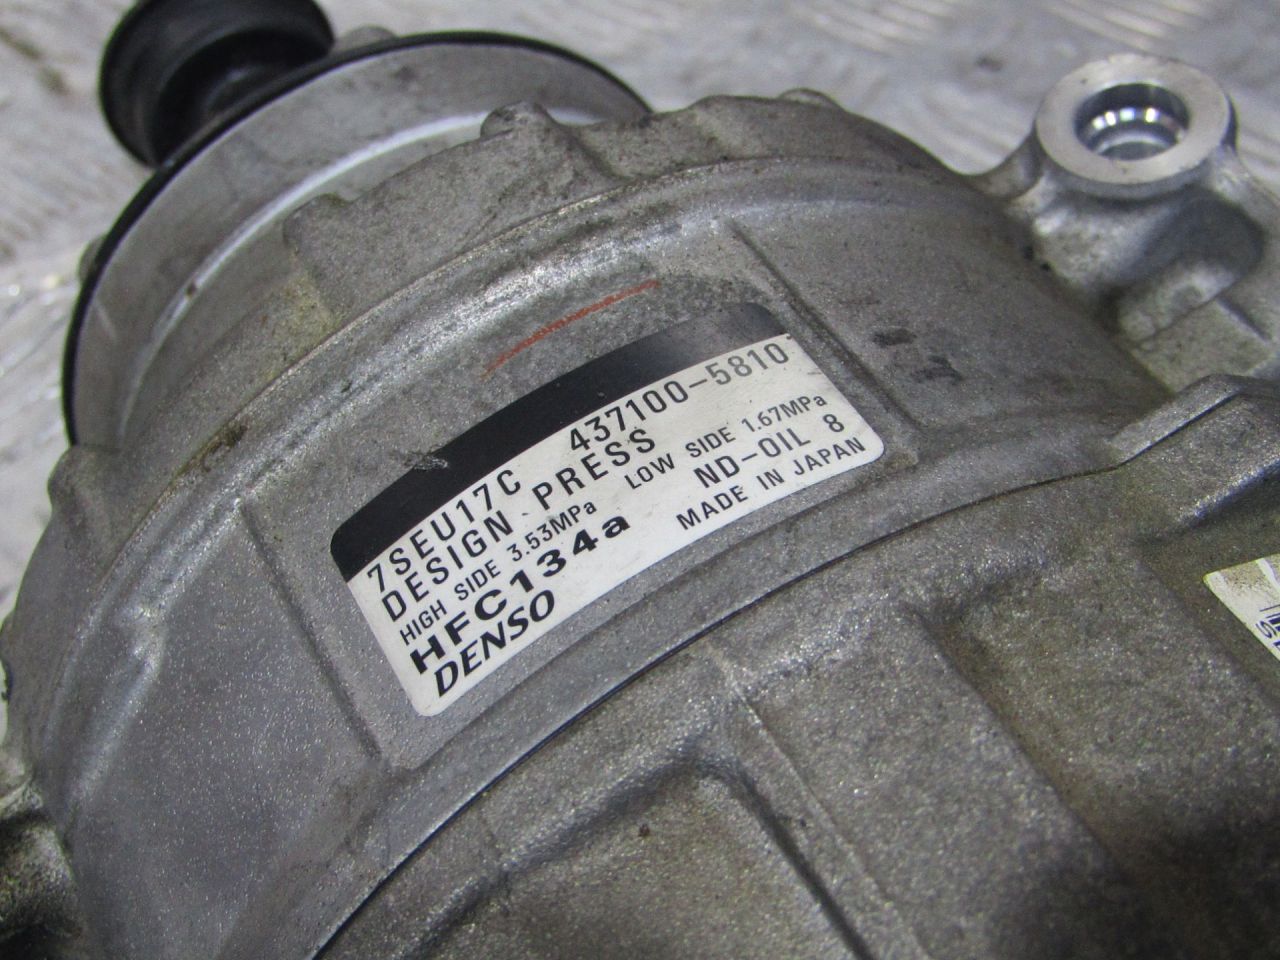 7SEU17C 437100-5810
DESIGN PRESS
HIGH SIDE 3.53MPa LOW SIDE 1.67MPa
HFC134a ND-OIL 8
DENSO MADE IN JAPAN